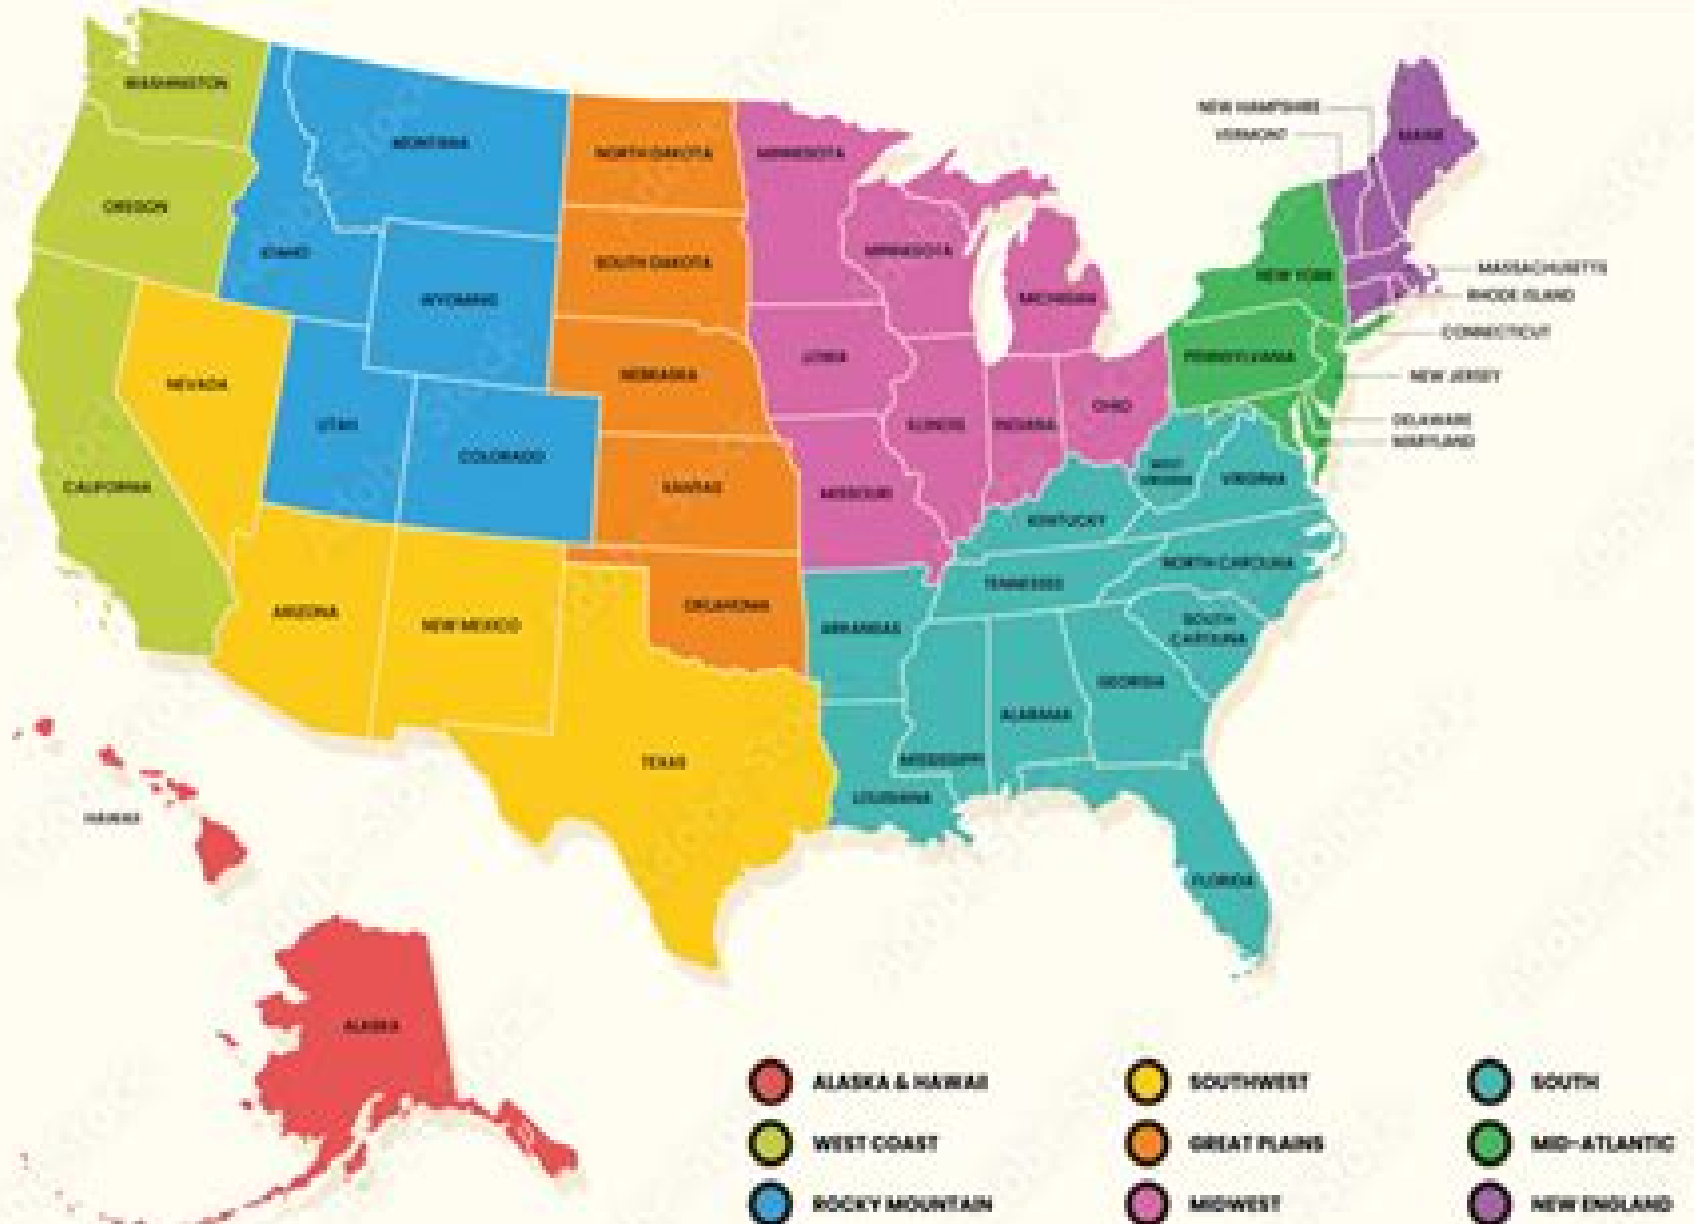 WASHINGTON
OREGON
CALIFORNIA
NEVADA
IDAHO
MONTANA
WYOMING
UTAH
COLORADO
ARIZONA
NEW MEXICO
TEXAS
NORTH DAKOTA
SOUTH DAKOTA
NEBRASKA
KANSAS
OKLAHOMA
MINNESOTA
MINNESOTA
MICHIGAN
IOWA
ILLINOIS
INDIANA
OHIO
MISSOURI
ARKANSAS
LOUISIANA
MISSISSIPPI
ALABAMA
GEORGIA
FLORIDA
TENNESSEE
KENTUCKY
WEST
VIRGINIA
VIRGINIA
NORTH CAROLINA
SOUTH
CAROLINA
NEW YORK
PENNSYLVANIA
NEW HAMPSHIRE
VERMONT
MAINE
MASSACHUSETTS
RHODE ISLAND
CONNECTICUT
NEW JERSEY
DELAWARE
MARYLAND
HAWAII
ALASKA
ALASKA & HAWAII
WEST COAST
ROCKY MOUNTAIN
SOUTHWEST
GREAT PLAINS
MIDWEST
SOUTH
MID-ATLANTIC
NEW ENGLAND